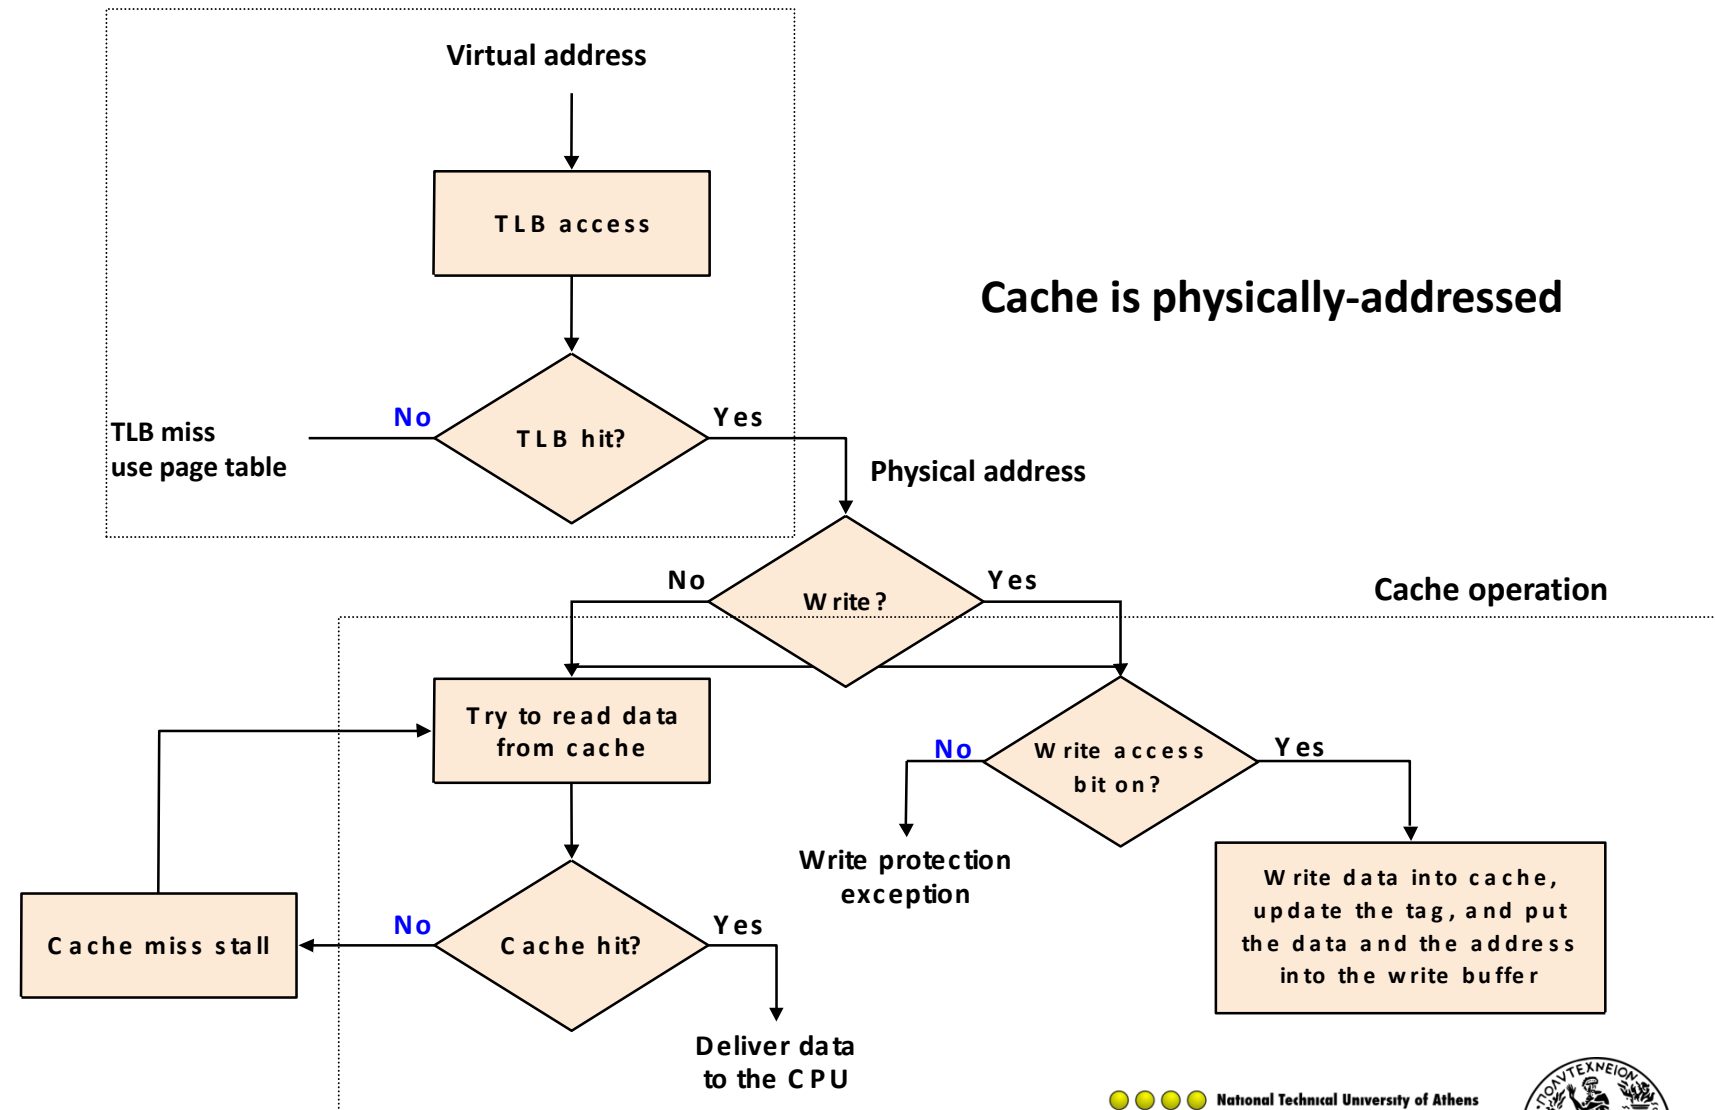 Virtual address
TLB access
Cache is physically-addressed
TLB hit?
No
Yes
TLB miss
use page table
Physical address
Write?
No
Yes
Cache operation
Try to read data
from cache
Write access
bit on?
No
Yes
Write protection
exception
Write data into cache,
update the tag, and put
the data and the address
into the write buffer
Cache miss stall
No
Cache hit?
Yes
Deliver data
to the CPU
National Technical University of Athens